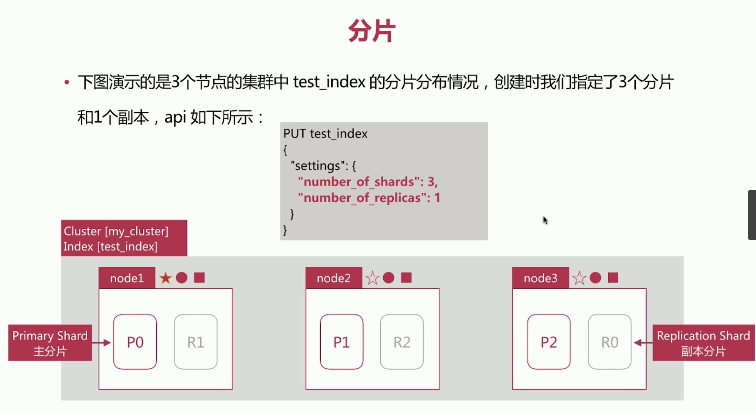 分片
• 下图演示的是3个节点的集群中 test_index 的分片分布情况，创建时我们指定了3个分片
和1个副本，api 如下所示：
PUT test_index
{
"settings": {
"number_of_shards": 3,
"number_of_replicas": 1
}
}
Cluster [my_cluster]
Index [test_index]
node1
node2
node3
Primary Shard
主分片
P0
R1
P1
R2
P2
R0
Replication Shard
副本分片